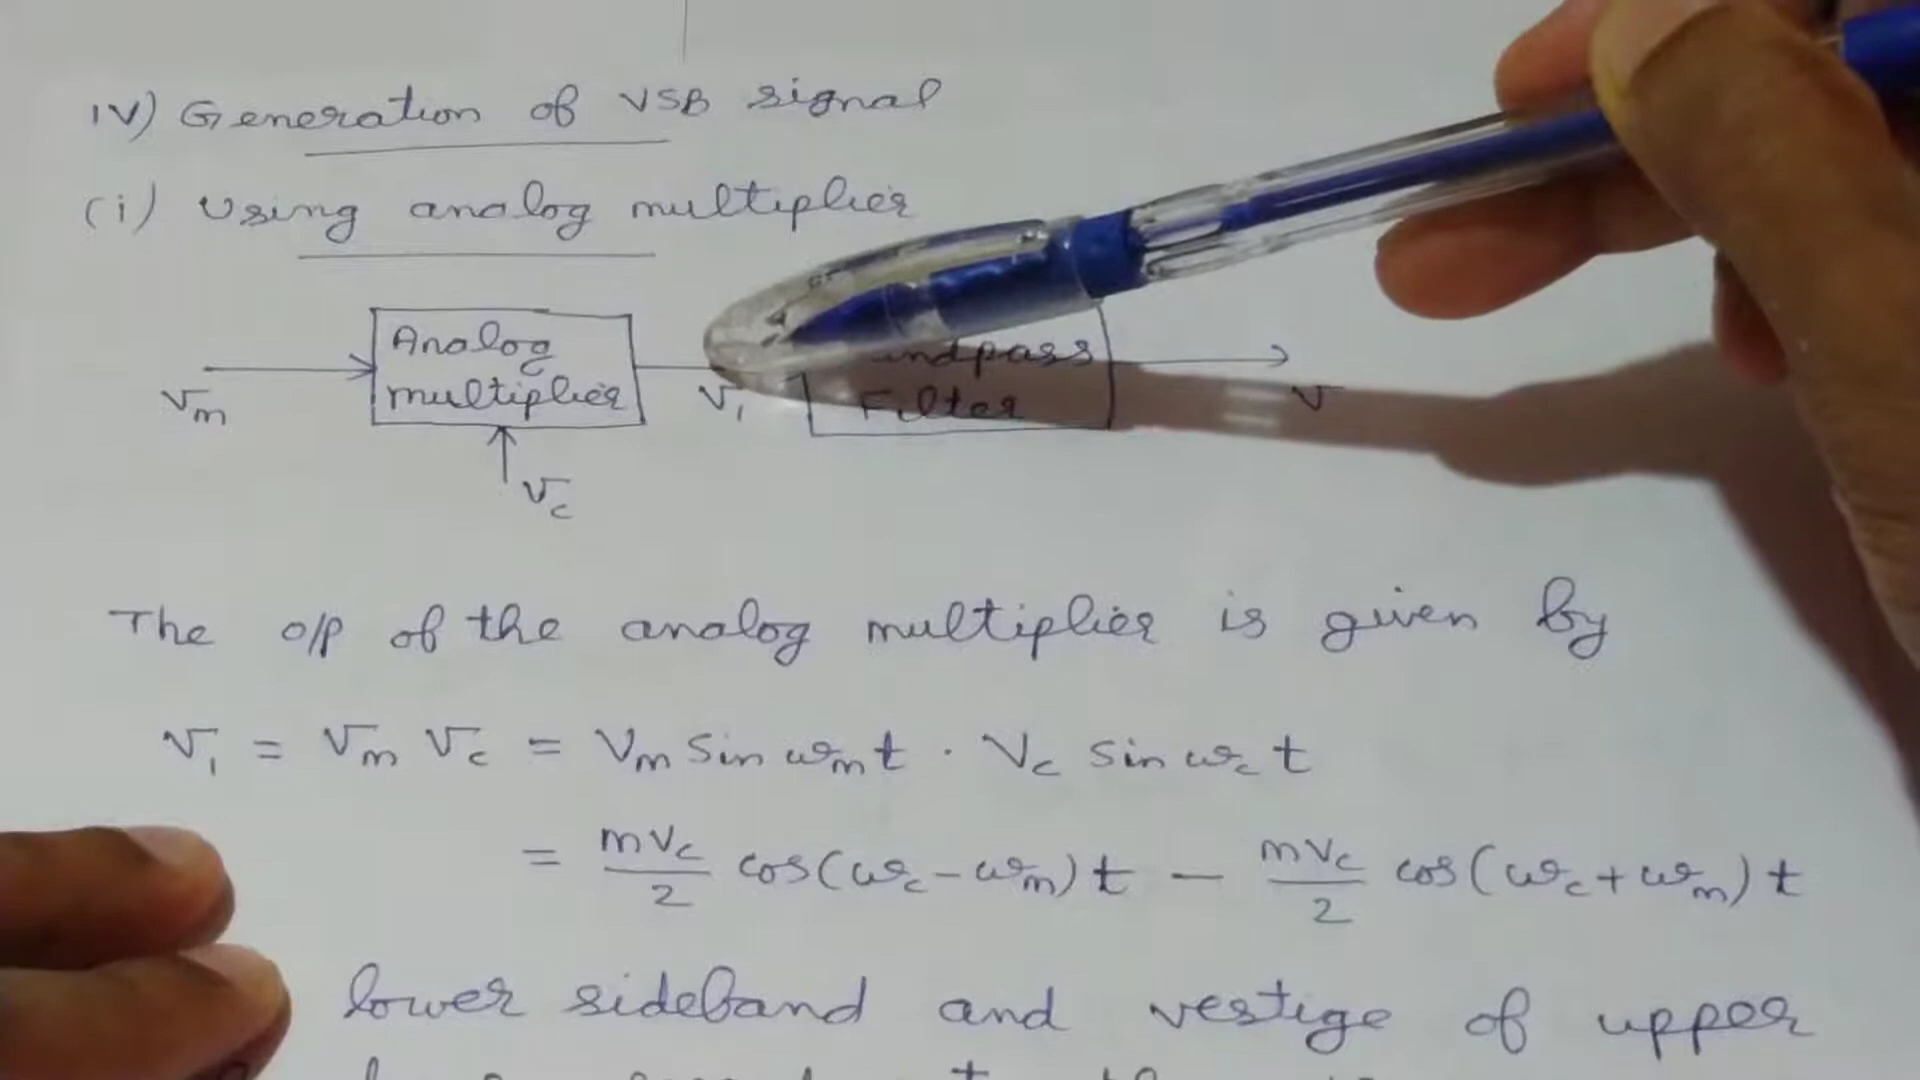 IV) Generation of VSB signal
(i) Using analog multiplier
Analog
multiplier
Filter
Vm
V1
V
Vc
The o/p of the analog multiplier is given by
V1 = Vm Vc = Vm Sin ωmt . Vc Sin ωc t
= mVc/2 cos(ωc-ωm) t - mVc/2 cos(ωc+ωm) t
lower sideband and vestige of upper